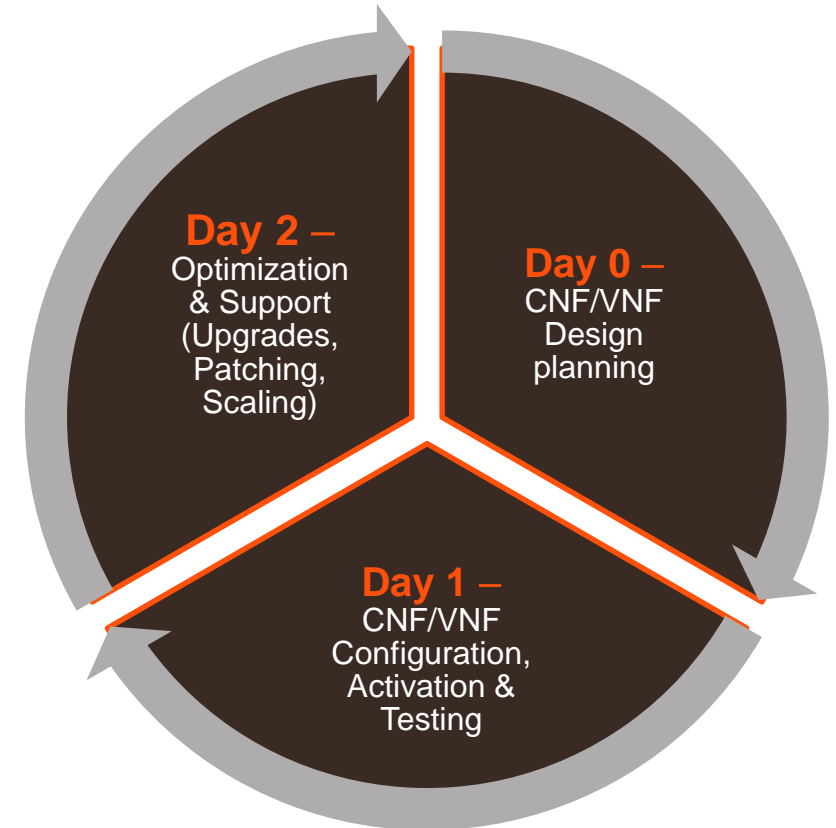 Day 0 –
CNF/VNF
Design
planning
Day 1 –
CNF/VNF
Configuration,
Activation &
Testing
Day 2 –
Optimization
& Support
(Upgrades,
Patching,
Scaling)